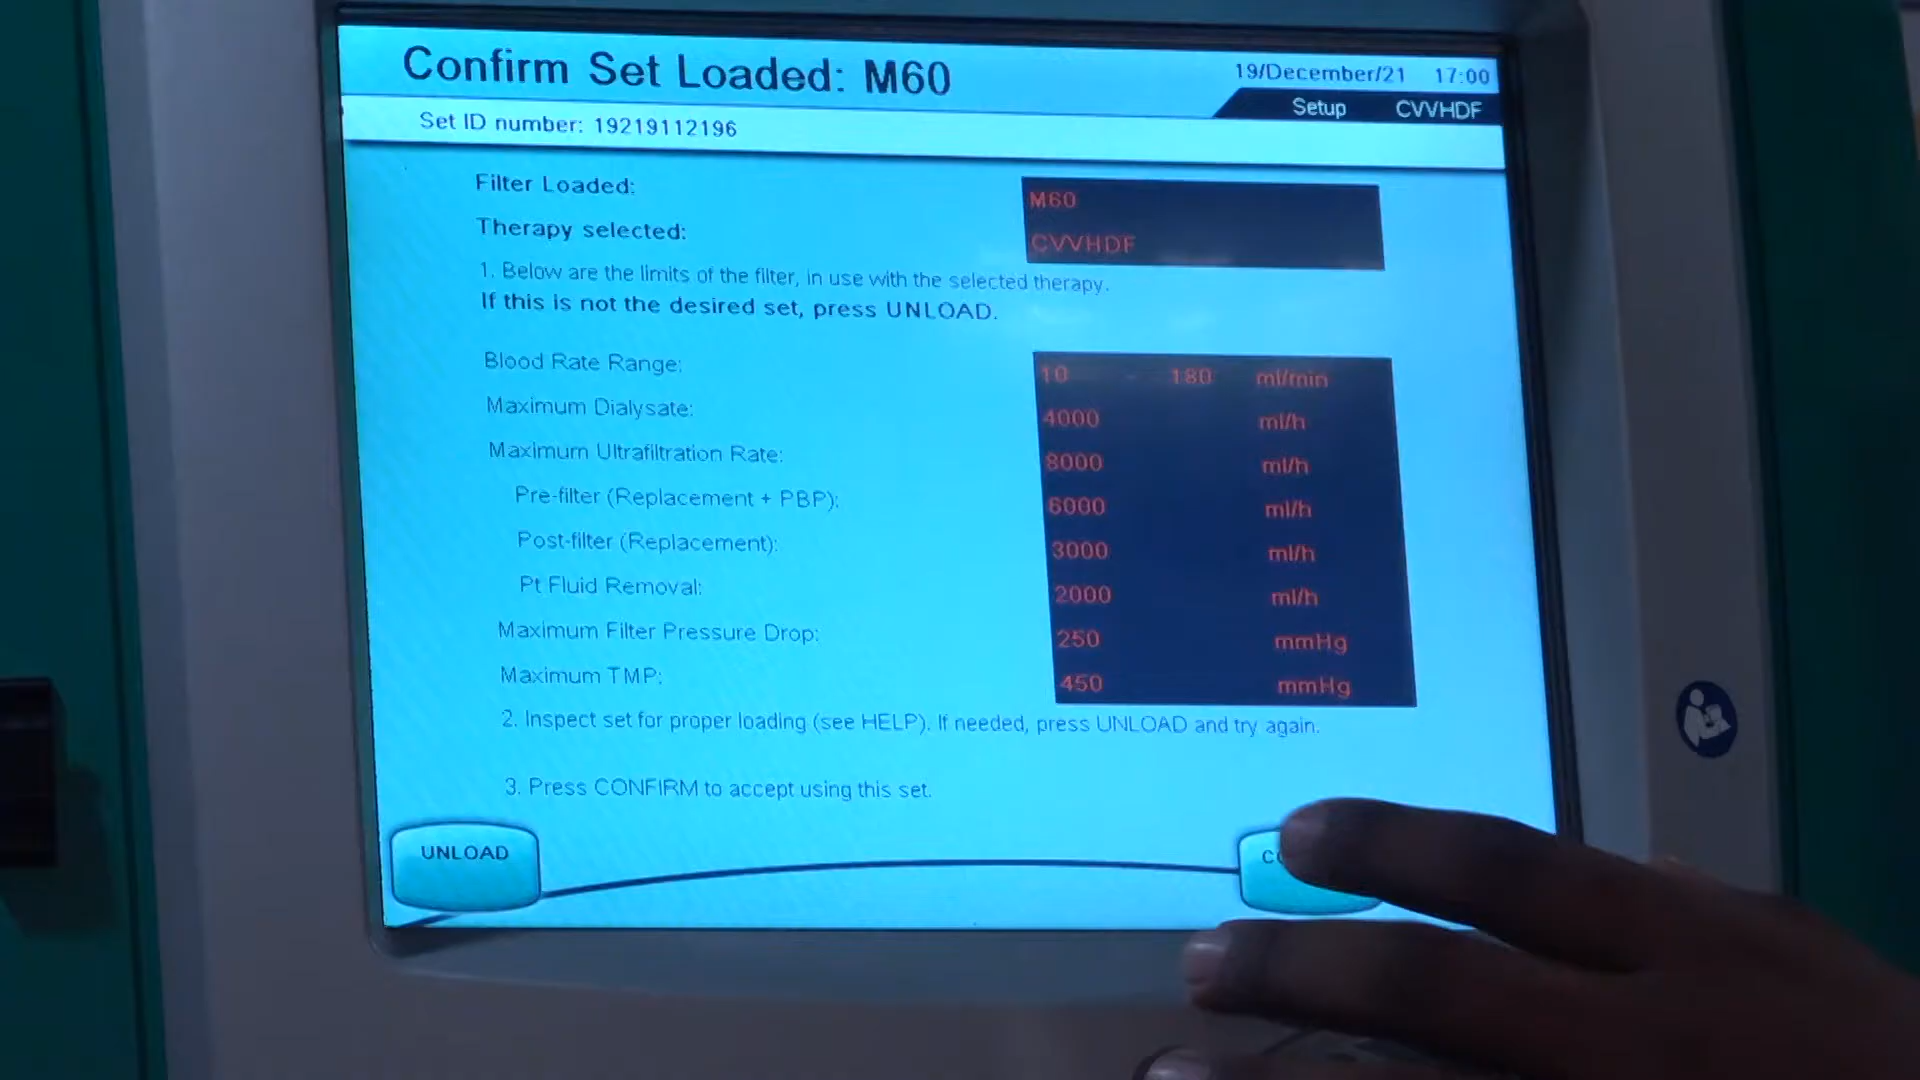 Confirm Set Loaded: M60
19/December/21 17:00
Setup CVVHDF
Set ID number: 19219112196
Filter Loaded: M60
Therapy selected: CVVHDF
1. Below are the limits of the filter, in use with the selected therapy.
If this is not the desired set, press UNLOAD.
Blood Rate Range: 10 - 180 ml/min
Maximum Dialysate: 4000 ml/h
Maximum Ultrafiltration Rate: 8000 ml/h
Pre-filter (Replacement + PBP): 6000 ml/h
Post-filter (Replacement): 3000 ml/h
Pt Fluid Removal: 2000 ml/h
Maximum Filter Pressure Drop: 250 mmHg
Maximum TMP: 450 mmHg
2. Inspect set for proper loading (see HELP). If needed, press UNLOAD and try again.
3. Press CONFIRM to accept using this set.
UNLOAD